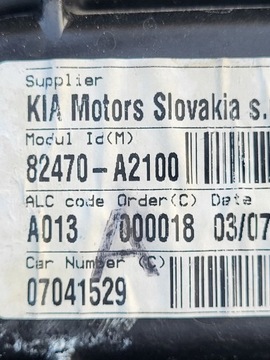 Supplier
KIA Motors Slovakia s.
Modul Id(M)
82470-A2100
ALC code Order(C) Date
A013 000018 03/07
A
Car Number (C)
07041529